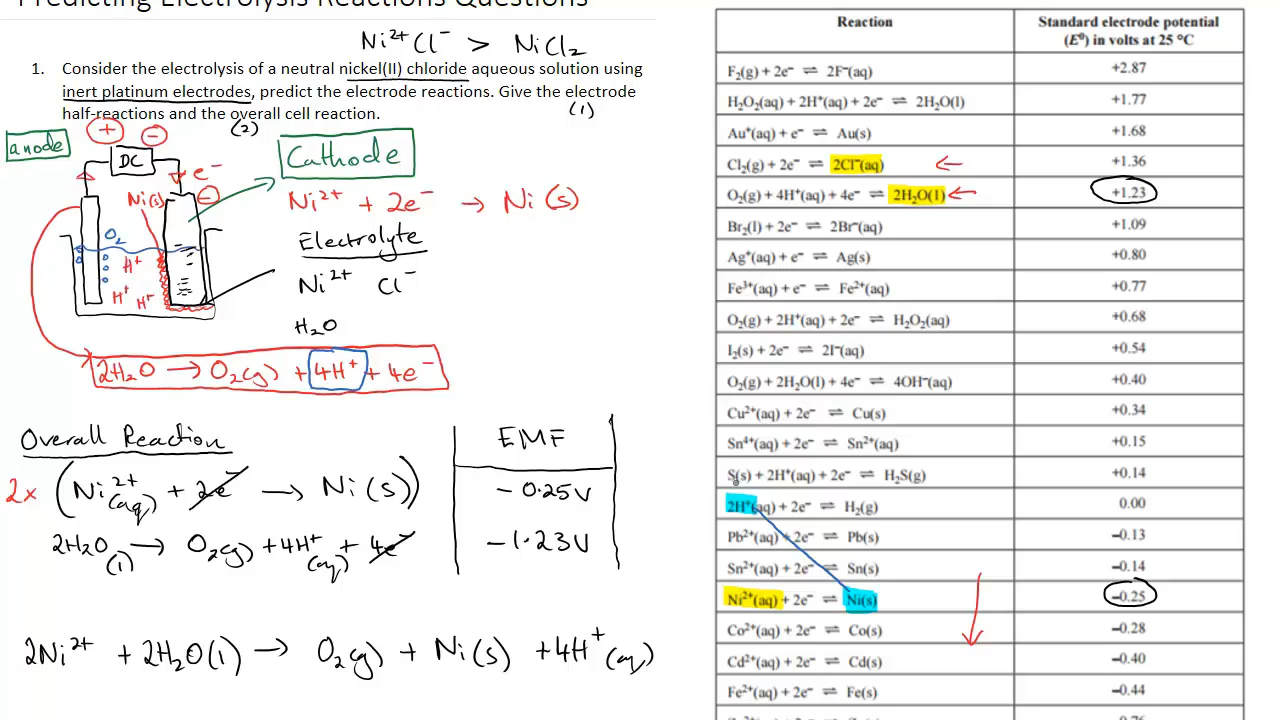 Predicting Electrolysis Reactions Questions
Ni²⁺ Cl⁻ > NiCl₂
1. Consider the electrolysis of a neutral nickel(II) chloride aqueous solution using
inert platinum electrodes, predict the electrode reactions. Give the electrode
half-reactions and the overall cell reaction.
(1)
(2)
anode
+
−
DC
e⁻
Cathode
Ni(s)
−
Ni²⁺ + 2e⁻ → Ni(s)
O₂
H⁺
H⁺
H⁺
Electrolyte
Ni²⁺ Cl⁻
H₂O
2H₂O → O₂(g) + 4H⁺ + 4e⁻
Overall Reaction
EMF
2x (Ni²⁺(aq) + 2e⁻ → Ni(s))
−0.25V
2H₂O(l) → O₂(g) + 4H⁺(aq) + 4e⁻
−1.23V
2Ni²⁺ + 2H₂O(l) → O₂(g) + Ni(s) + 4H⁺(aq)
Reaction Standard electrode potential
(E⁰) in volts at 25 °C
F₂(g) + 2e⁻ ⇌ 2F⁻(aq) +2.87
H₂O₂(aq) + 2H⁺(aq) + 2e⁻ ⇌ 2H₂O(l) +1.77
Au⁺(aq) + e⁻ ⇌ Au(s) +1.68
Cl₂(g) + 2e⁻ ⇌ 2Cl⁻(aq) ← +1.36
O₂(g) + 4H⁺(aq) + 4e⁻ ⇌ 2H₂O(l) ← +1.23
Br₂(l) + 2e⁻ ⇌ 2Br⁻(aq) +1.09
Ag⁺(aq) + e⁻ ⇌ Ag(s) +0.80
Fe³⁺(aq) + e⁻ ⇌ Fe²⁺(aq) +0.77
O₂(g) + 2H⁺(aq) + 2e⁻ ⇌ H₂O₂(aq) +0.68
I₂(s) + 2e⁻ ⇌ 2I⁻(aq) +0.54
O₂(g) + 2H₂O(l) + 4e⁻ ⇌ 4OH⁻(aq) +0.40
Cu²⁺(aq) + 2e⁻ ⇌ Cu(s) +0.34
Sn⁴⁺(aq) + 2e⁻ ⇌ Sn²⁺(aq) +0.15
S(s) + 2H⁺(aq) + 2e⁻ ⇌ H₂S(g) +0.14
2H⁺(aq) + 2e⁻ ⇌ H₂(g) 0.00
Pb²⁺(aq) + 2e⁻ ⇌ Pb(s) −0.13
Sn²⁺(aq) + 2e⁻ ⇌ Sn(s) −0.14
Ni²⁺(aq) + 2e⁻ ⇌ Ni(s) −0.25
Co²⁺(aq) + 2e⁻ ⇌ Co(s) −0.28
Cd²⁺(aq) + 2e⁻ ⇌ Cd(s) −0.40
Fe²⁺(aq) + 2e⁻ ⇌ Fe(s) −0.44